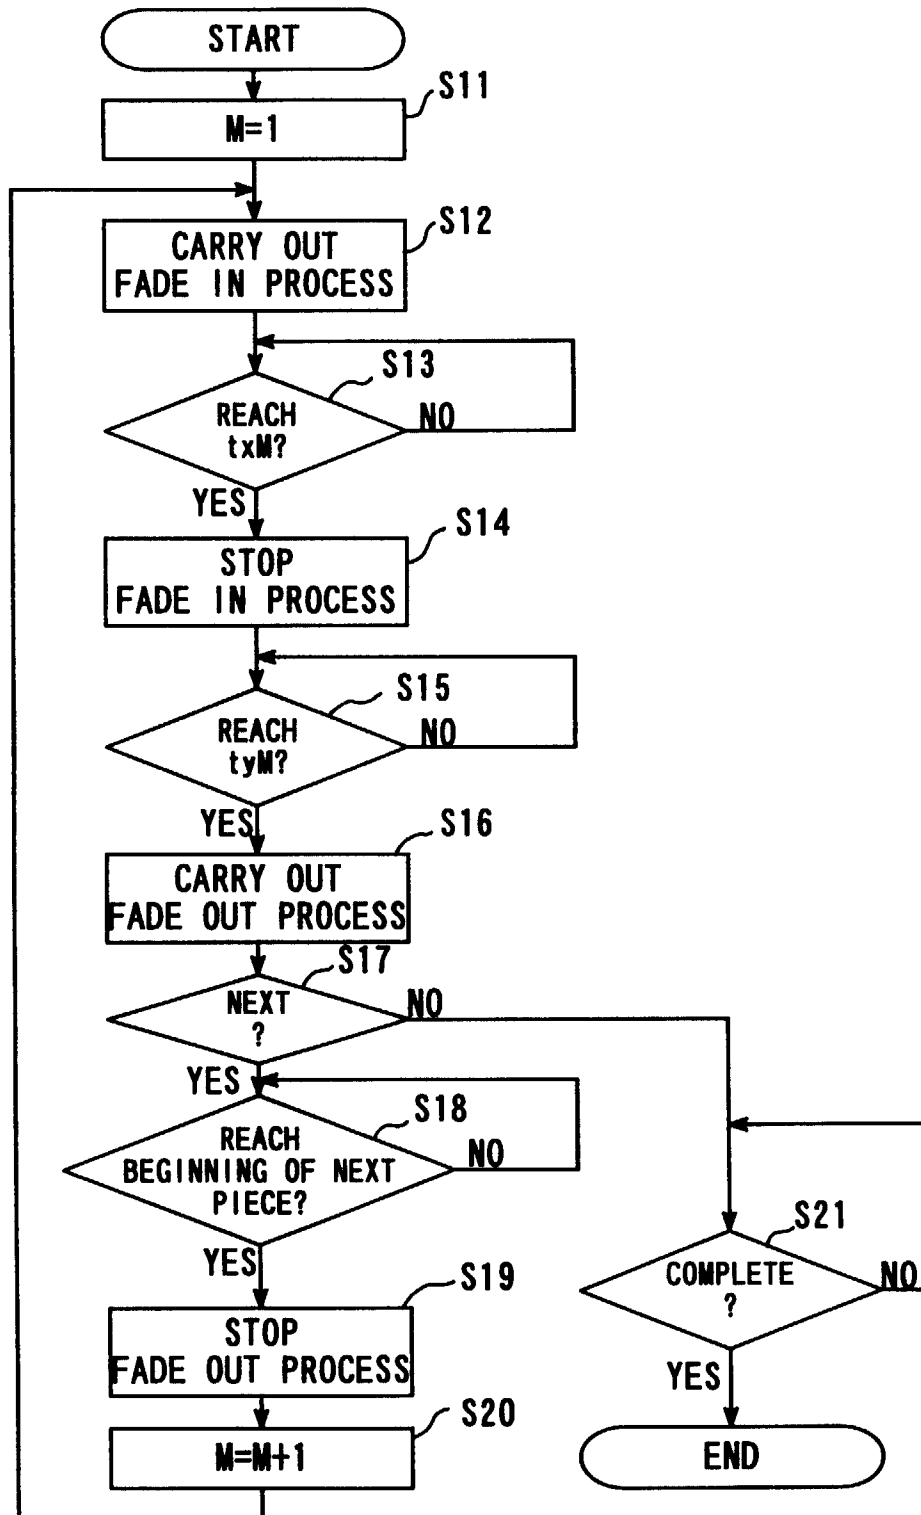 START
S11
M=1
S12
CARRY OUT
FADE IN PROCESS
S13
REACH
txM?
NO
YES
S14
STOP
FADE IN PROCESS
S15
REACH
tyM?
NO
YES
S16
CARRY OUT
FADE OUT PROCESS
S17
NEXT
?
NO
YES
S18
REACH
BEGINNING OF NEXT
PIECE?
NO
YES
S19
STOP
FADE OUT PROCESS
S20
M=M+1
S21
COMPLETE
?
NO
YES
END